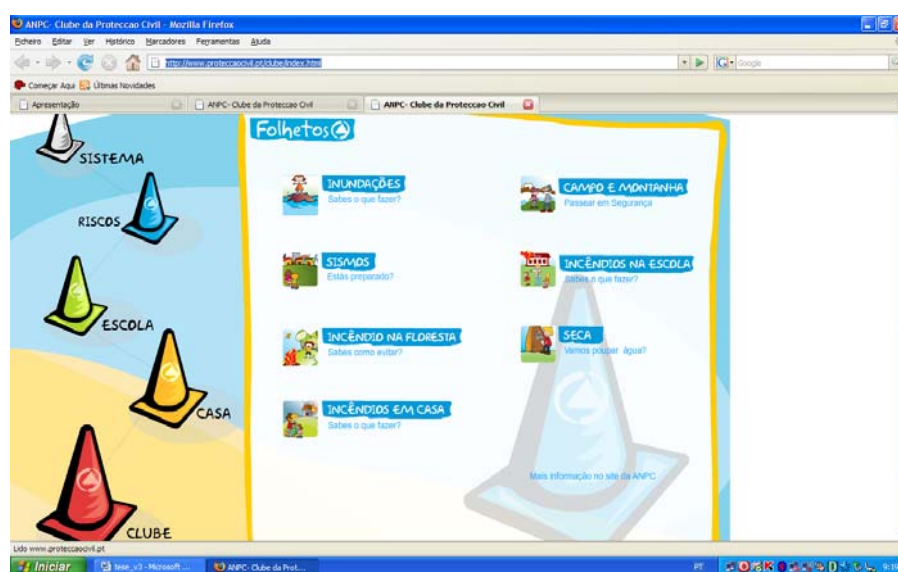 ANPC- Clube da Proteccao Civil - Mozilla Firefox
Ficheiro Editar Ver Histórico Marcadores Ferramentas Ajuda
http://www.proteccaocivil.pt/clube/index.html
Google
Começar Aqui Últimas Novidades
Apresentação
ANPC- Clube da Proteccao Civil
ANPC- Clube da Proteccao Civil
Folhetos
SISTEMA
RISCOS
ESCOLA
CASA
CLUBE
INUNDAÇÕES
Sabes o que fazer?
CAMPO E MONTANHA
Passear em Segurança
SISMOS
Estás preparado?
INCÊNDIOS NA ESCOLA
Sabes o que fazer?
INCÊNDIO NA FLORESTA
Sabes como evitar?
SECA
Vamos poupar água?
INCÊNDIOS EM CASA
Sabes o que fazer?
Mais informação no site da ANPC
Lido www.proteccaocivil.pt
Iniciar
tese_v3 - Microsoft ...
ANPC- Clube da Prot...
PT